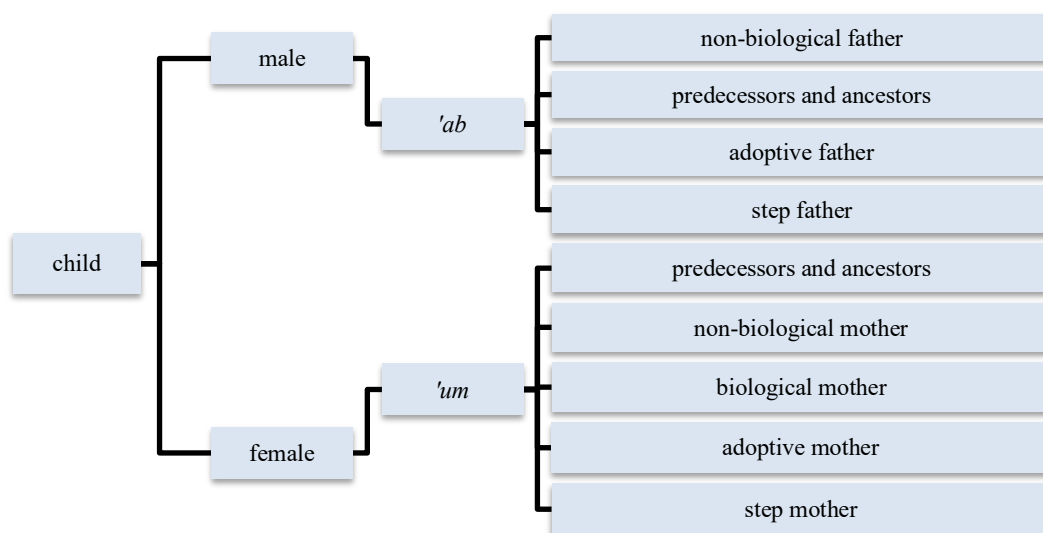 child
male
'ab
non-biological father
predecessors and ancestors
adoptive father
step father
female
'um
predecessors and ancestors
non-biological mother
biological mother
adoptive mother
step mother